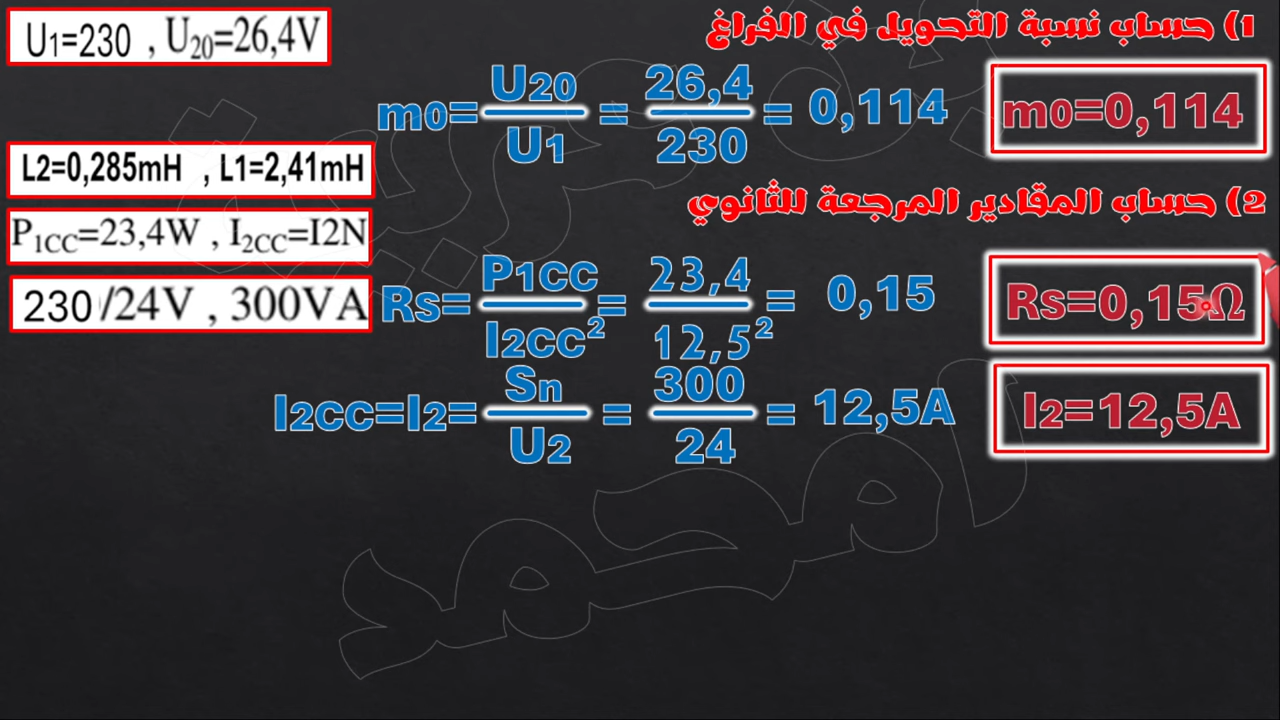 U1=230 , U20=26,4V
1) حساب نسبة التحويل في الفراغ
m0= U20 / U1 = 26,4 / 230 = 0,114
m0=0,114
L2=0,285mH , L1=2,41mH
2) حساب المقادير المرجعة للثانوي
P1CC=23,4W , I2CC=I2N
Rs= P1CC / I2CC² = 23,4 / 12,5² = 0,15
Rs=0,15Ω
230/24V , 300VA
I2CC=I2= Sn / U2 = 300 / 24 = 12,5A
I2=12,5A
أحمد